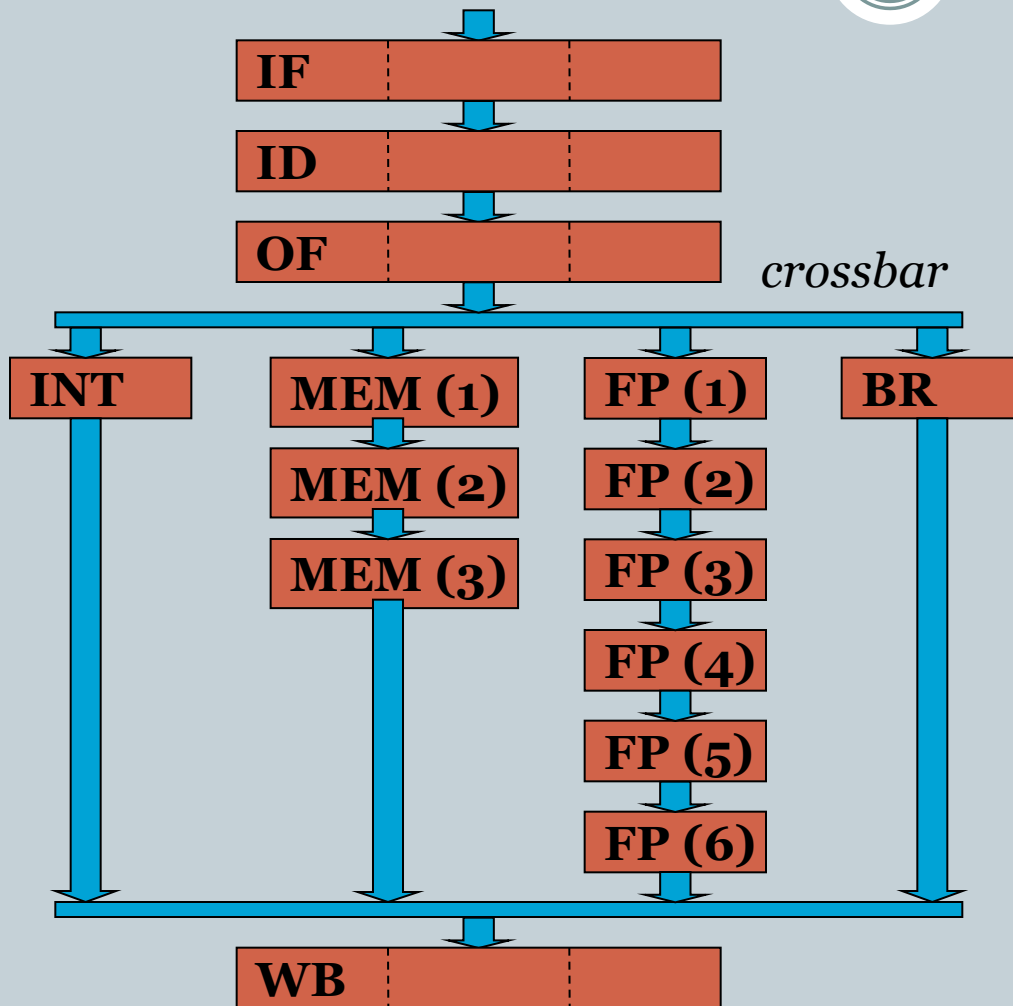 IF
ID
OF
crossbar
INT
MEM (1)
FP (1)
BR
MEM (2)
FP (2)
MEM (3)
FP (3)
FP (4)
FP (5)
FP (6)
WB